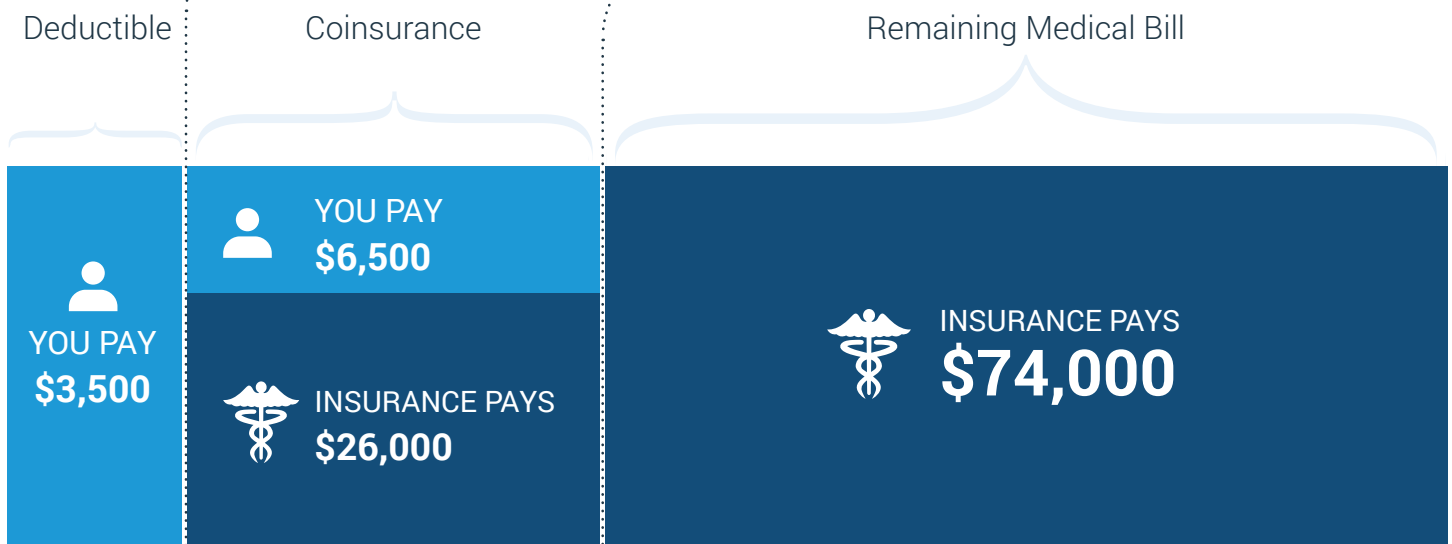 Deductible
Coinsurance
Remaining Medical Bill
YOU PAY
$3,500
YOU PAY
$6,500
INSURANCE PAYS
$26,000
INSURANCE PAYS
$74,000